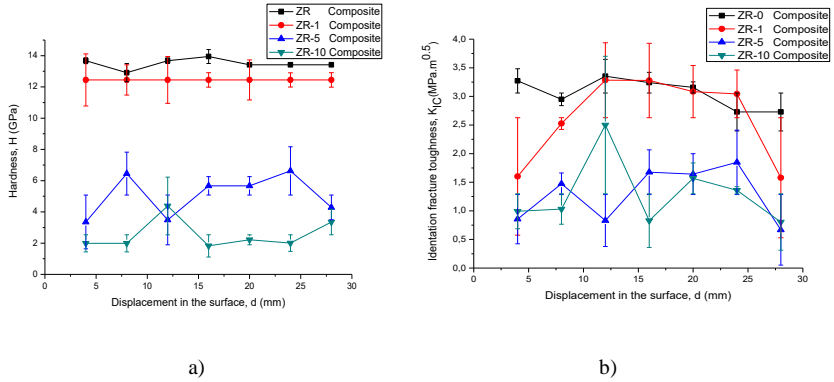 a)
ZR Composite
ZR-1 Composite
ZR-5 Composite
ZR-10 Composite
Hardness, H (GPa)
14
12
10
8
6
4
2
0
0 5 10 15 20 25 30
Displacement in the surface, d (mm)
a)
b)
ZR-0 Composite
ZR-1 Composite
ZR-5 Composite
ZR-10 Composite
Identation fracture toughness, KIC(MPa.m0.5)
3,5
3,0
2,5
2,0
1,5
1,0
0,5
0,0
0 5 10 15 20 25 30
Displacement in the surface, d (mm)
b)